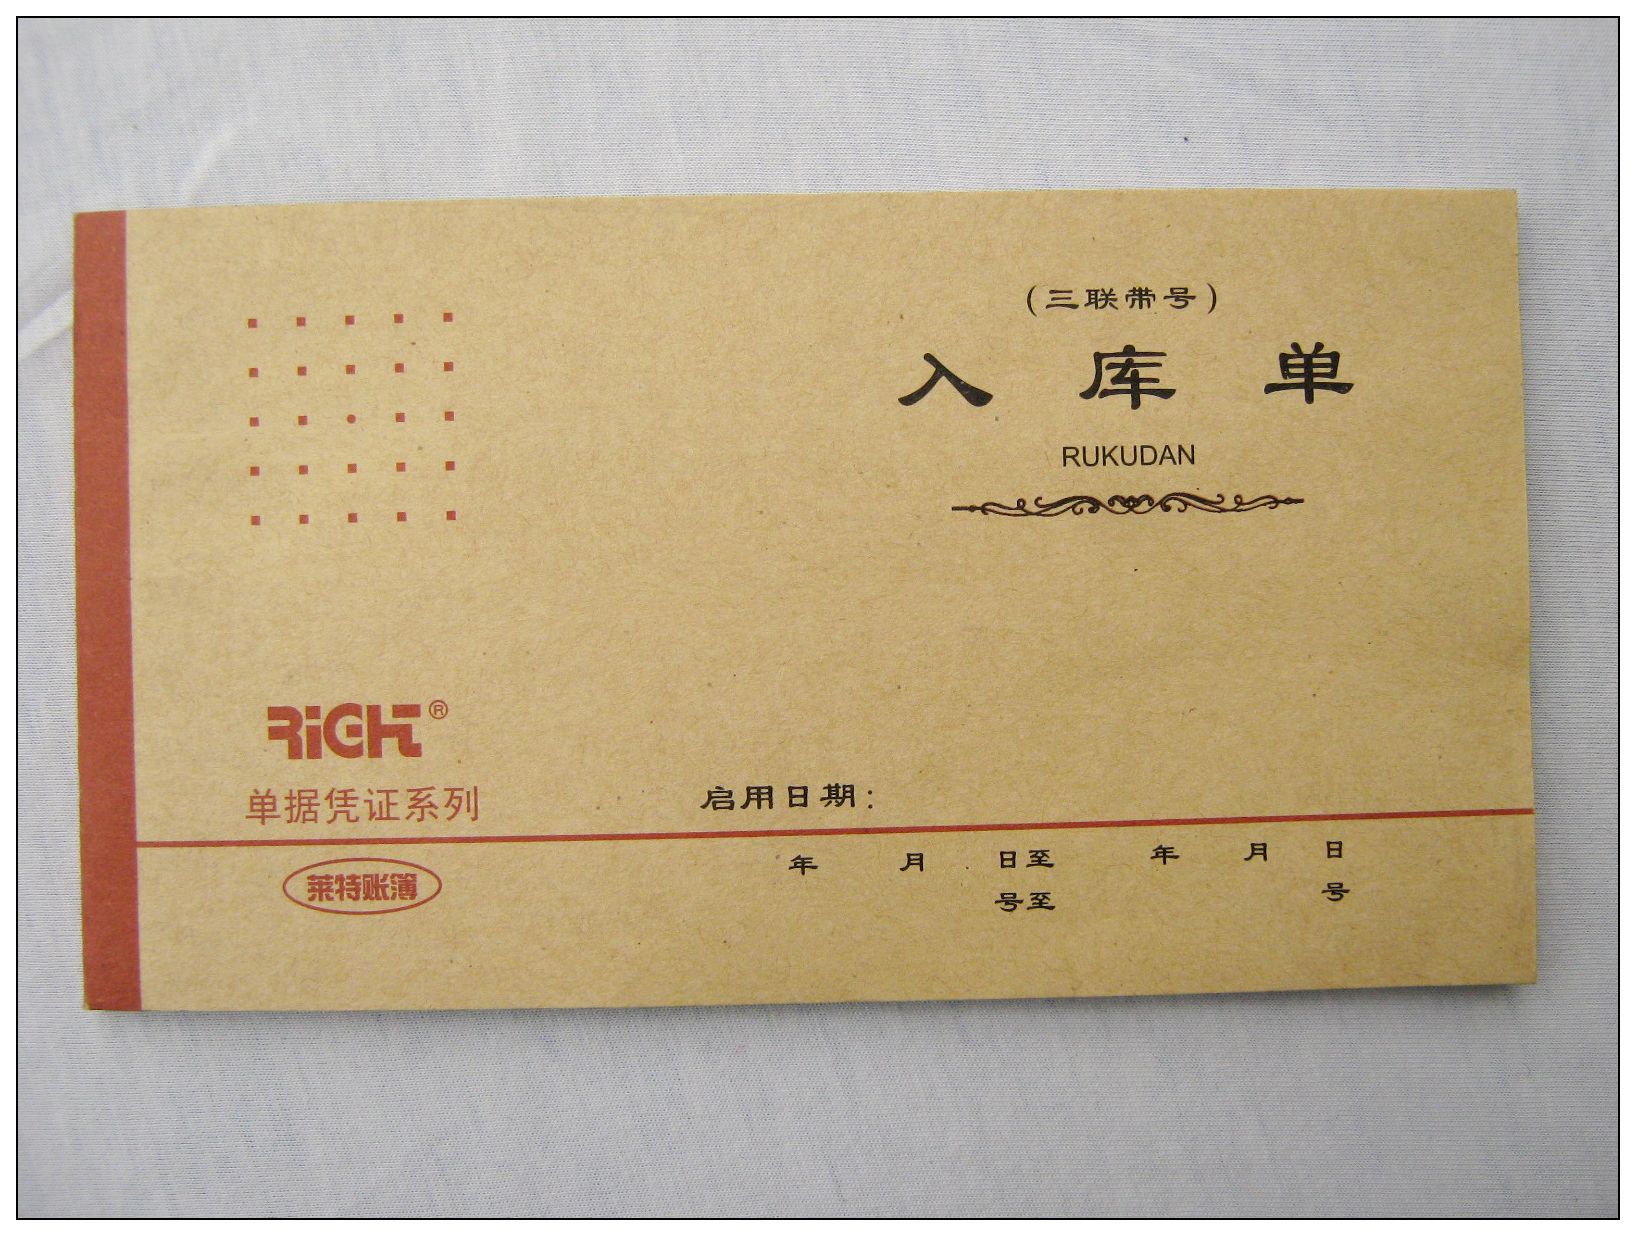 (三联带号)
入库单
RUKUDAN
RiGHT®
单据凭证系列
启用日期:
莱特账簿
年 月 日至 年 月 日
号至 号